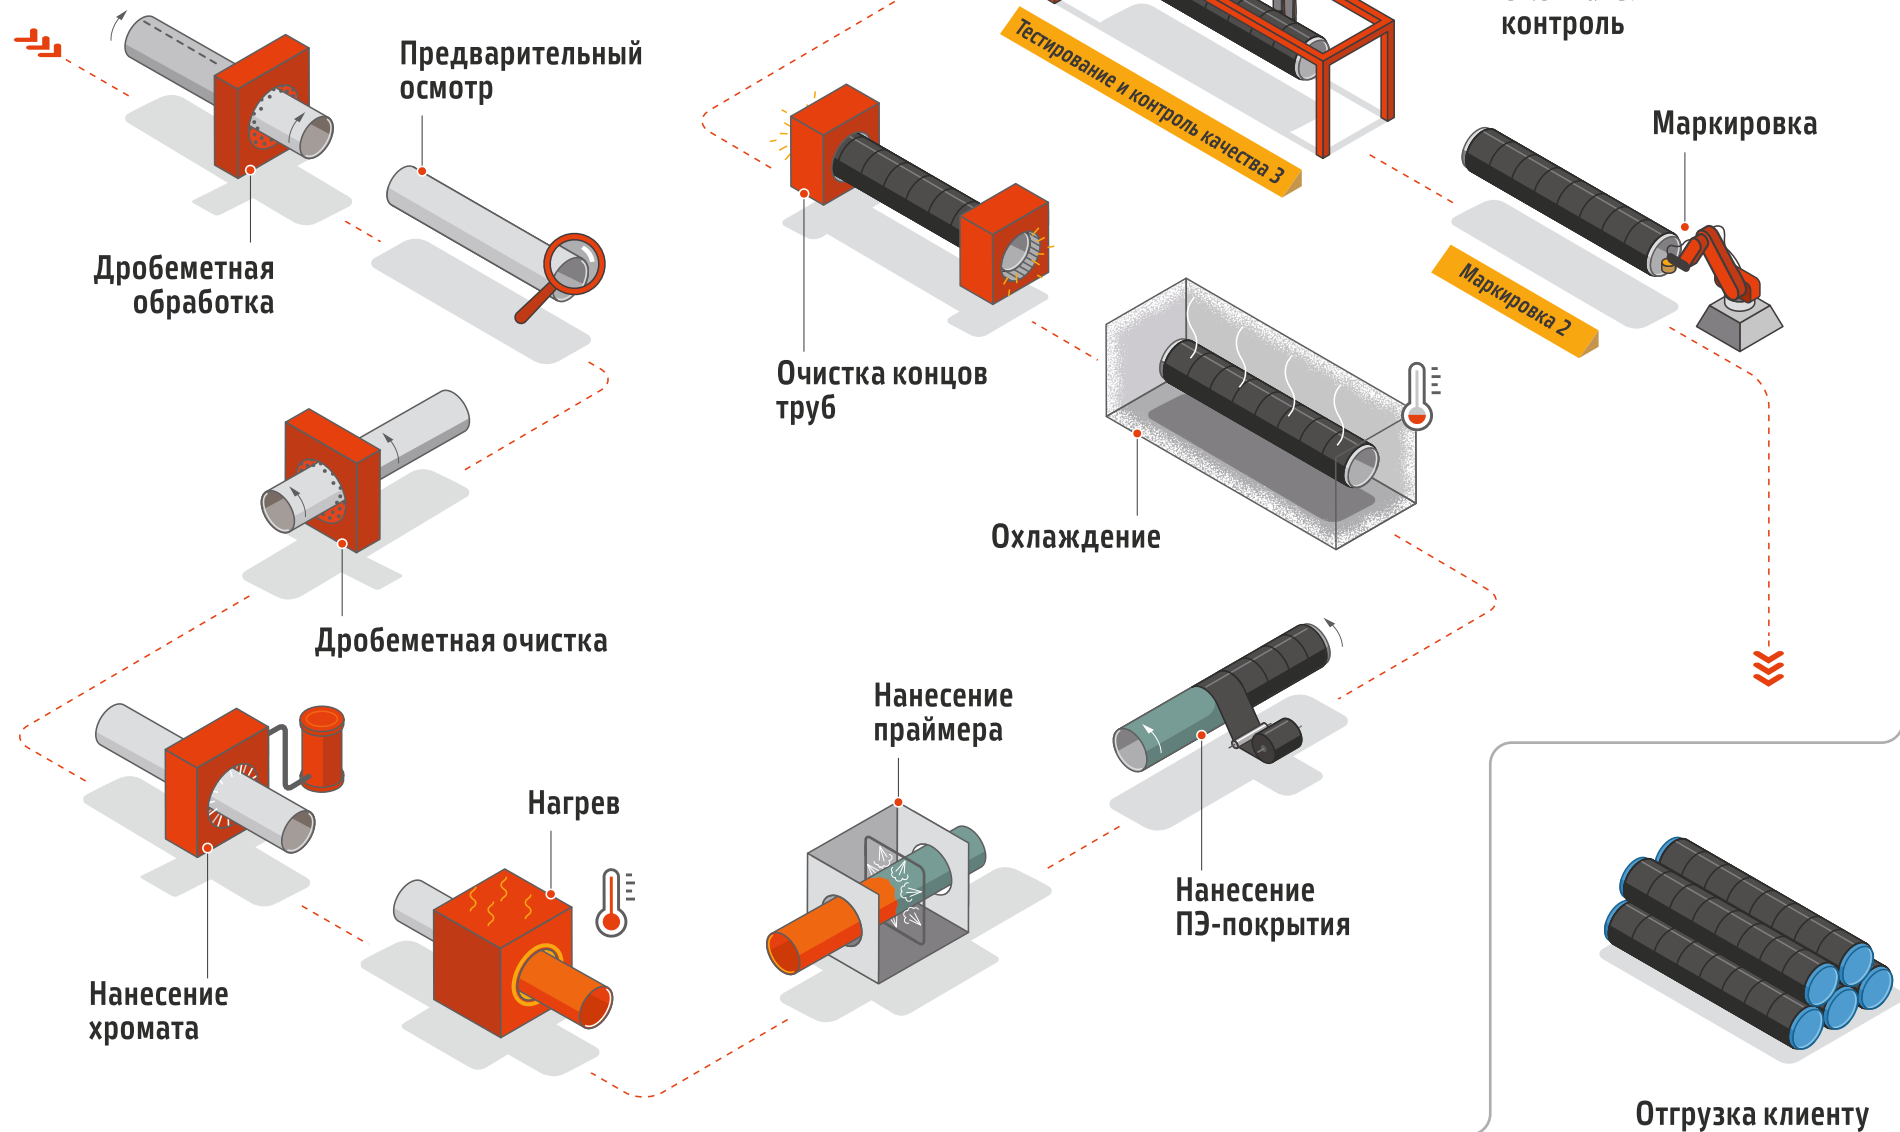 Предварительный
осмотр
Дробеметная
обработка
Дробеметная очистка
Нанесение
хромата
Нагрев
Нанесение
праймера
Нанесение
ПЭ-покрытия
Охлаждение
Очистка концов
труб
Тестирование и контроль качества 3
контроль
Маркировка
Маркировка 2
Отгрузка клиенту